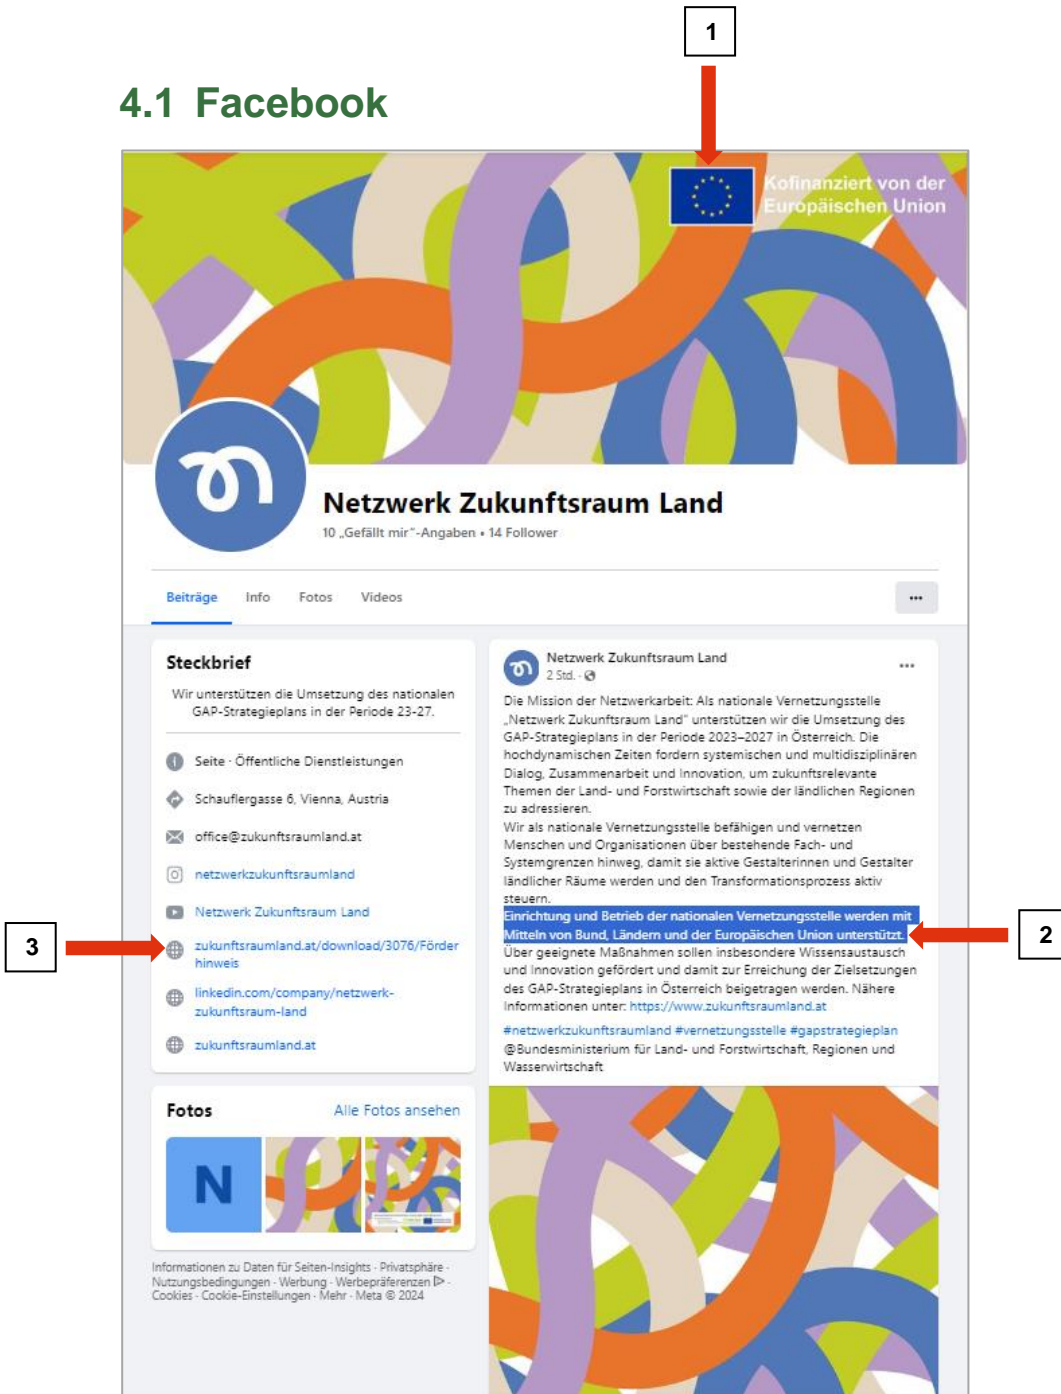 1
4.1 Facebook
Kofinanziert von der
Europäischen Union
Netzwerk Zukunftsraum Land
10 „Gefällt mir"-Angaben • 14 Follower
Beiträge Info Fotos Videos
Steckbrief
Wir unterstützen die Umsetzung des nationalen
GAP-Strategieplans in der Periode 23-27.
Seite · Öffentliche Dienstleistungen
Schauflergasse 6, Vienna, Austria
office@zukunftsraumland.at
netzwerkzukunftsraumland
Netzwerk Zukunftsraum Land
3
zukunftsraumland.at/download/3076/Förder
hinweis
linkedin.com/company/netzwerk-
zukunftsraum-land
zukunftsraumland.at
Fotos Alle Fotos ansehen
N
Informationen zu Daten für Seiten-Insights · Privatsphäre ·
Nutzungsbedingungen · Werbung · Werbepräferenzen ·
Cookies · Cookie-Einstellungen · Mehr · Meta © 2024
Netzwerk Zukunftsraum Land
2 Std. ·
Die Mission der Netzwerkarbeit: Als nationale Vernetzungsstelle
„Netzwerk Zukunftsraum Land" unterstützen wir die Umsetzung des
GAP-Strategieplans in der Periode 2023–2027 in Österreich. Die
hochdynamischen Zeiten fordern systemischen und multidisziplinären
Dialog, Zusammenarbeit und Innovation, um zukunftsrelevante
Themen der Land- und Forstwirtschaft sowie der ländlichen Regionen
zu adressieren.
Wir als nationale Vernetzungsstelle befähigen und vernetzen
Menschen und Organisationen über bestehende Fach- und
Systemgrenzen hinweg, damit sie aktive Gestalterinnen und Gestalter
ländlicher Räume werden und den Transformationsprozess aktiv
steuern.
Einrichtung und Betrieb der nationalen Vernetzungsstelle werden mit
Mitteln von Bund, Ländern und der Europäischen Union unterstützt.
2
Über geeignete Maßnahmen sollen insbesondere Wissensaustausch
und Innovation gefördert und damit zur Erreichung der Zielsetzungen
des GAP-Strategieplans in Österreich beigetragen werden. Nähere
Informationen unter: https://www.zukunftsraumland.at
#netzwerkzukunftsraumland #vernetzungsstelle #gapstrategieplan
@Bundesministerium für Land- und Forstwirtschaft, Regionen und
Wasserwirtschaft